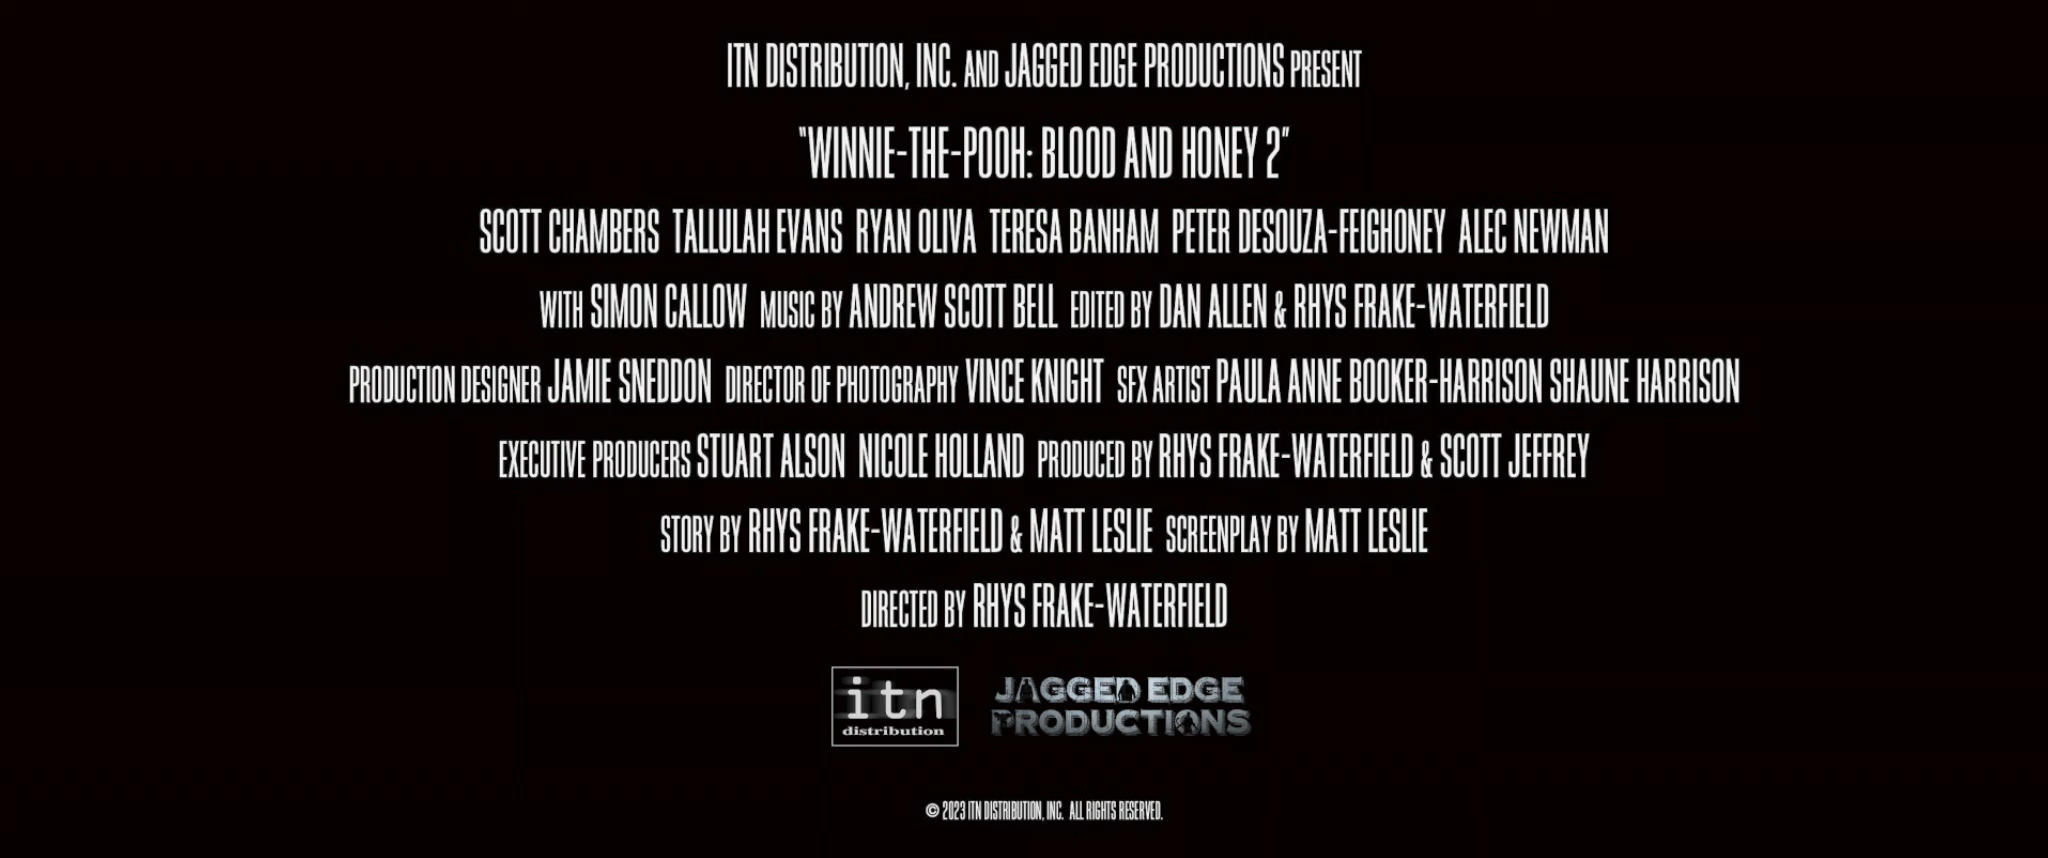 ITN DISTRIBUTION, INC. AND JAGGED EDGE PRODUCTIONS PRESENT
"WINNIE-THE-POOH: BLOOD AND HONEY 2"
SCOTT CHAMBERS TALLULAH EVANS RYAN OLIVA TERESA BANHAM PETER DESOUZA-FEIGHONEY ALEC NEWMAN
WITH SIMON CALLOW MUSIC BY ANDREW SCOTT BELL EDITED BY DAN ALLEN & RHYS FRAKE-WATERFIELD
PRODUCTION DESIGNER JAMIE SNEDDON DIRECTOR OF PHOTOGRAPHY VINCE KNIGHT SFX ARTIST PAULA ANNE BOOKER-HARRISON SHAUNE HARRISON
EXECUTIVE PRODUCERS STUART ALSON NICOLE HOLLAND PRODUCED BY RHYS FRAKE-WATERFIELD & SCOTT JEFFREY
STORY BY RHYS FRAKE-WATERFIELD & MATT LESLIE SCREENPLAY BY MATT LESLIE
DIRECTED BY RHYS FRAKE-WATERFIELD
itn
distribution
JAGGED EDGE
PRODUCTIONS
© 2023 ITN DISTRIBUTION, INC. ALL RIGHTS RESERVED.